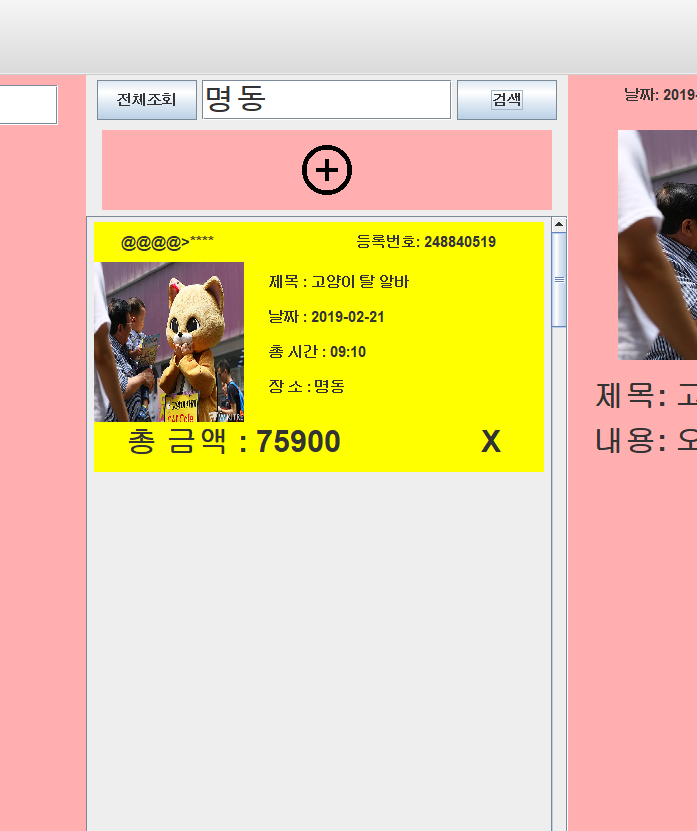 전체조회 명동 검색
@@@@>**** 등록번호: 248840519
제목 : 고양이 탈 알바
날짜 : 2019-02-21
총 시간 : 09:10
장 소 : 명동
총 금액 : 75900 X
날짜: 2019-
제목: 고
내용: 오